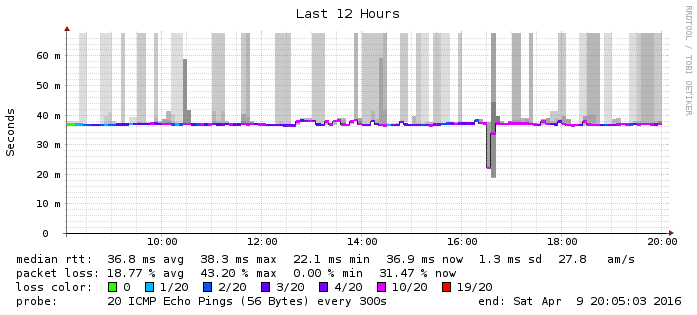 Last 12 Hours
RRDTOOL / TOBI OETIKER
Seconds
60 m
50 m
40 m
30 m
20 m
10 m
0
10:00 12:00 14:00 16:00 18:00 20:00
median rtt: 36.8 ms avg 38.3 ms max 22.1 ms min 36.9 ms now 1.3 ms sd 27.8 am/s
packet loss: 18.77 % avg 43.20 % max 0.00 % min 31.47 % now
loss color: 0 1/20 2/20 3/20 4/20 10/20 19/20
probe: 20 ICMP Echo Pings (56 Bytes) every 300s end: Sat Apr 9 20:05:03 2016